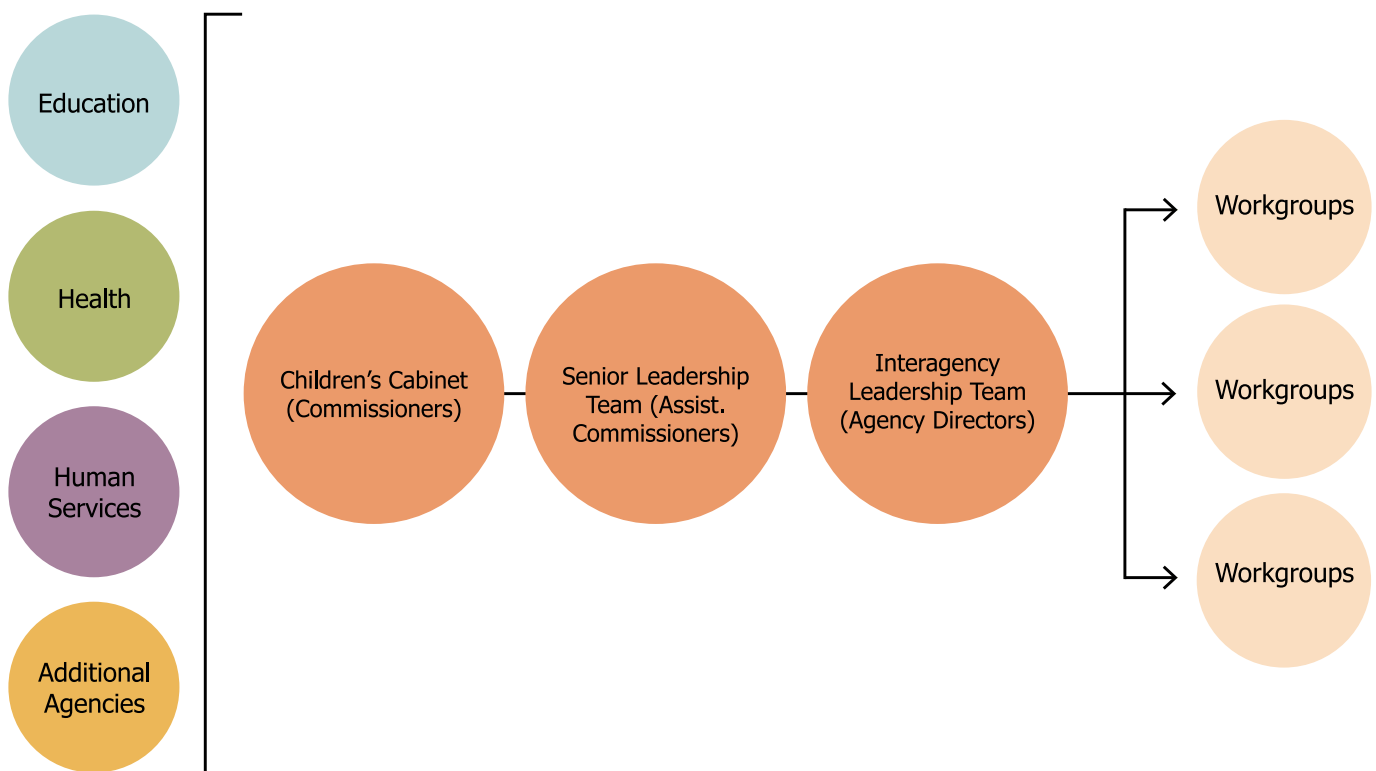 Education
Health
Human
Services
Additional
Agencies
Children’s Cabinet
(Commissioners)
Senior Leadership
Team (Assist.
Commissioners)
Interagency
Leadership Team
(Agency Directors)
Workgroups
Workgroups
Workgroups